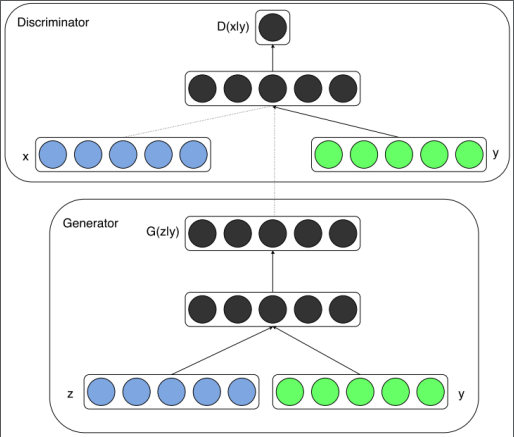 Discriminator
D(x|y)
x
y
Generator
G(z|y)
z
y